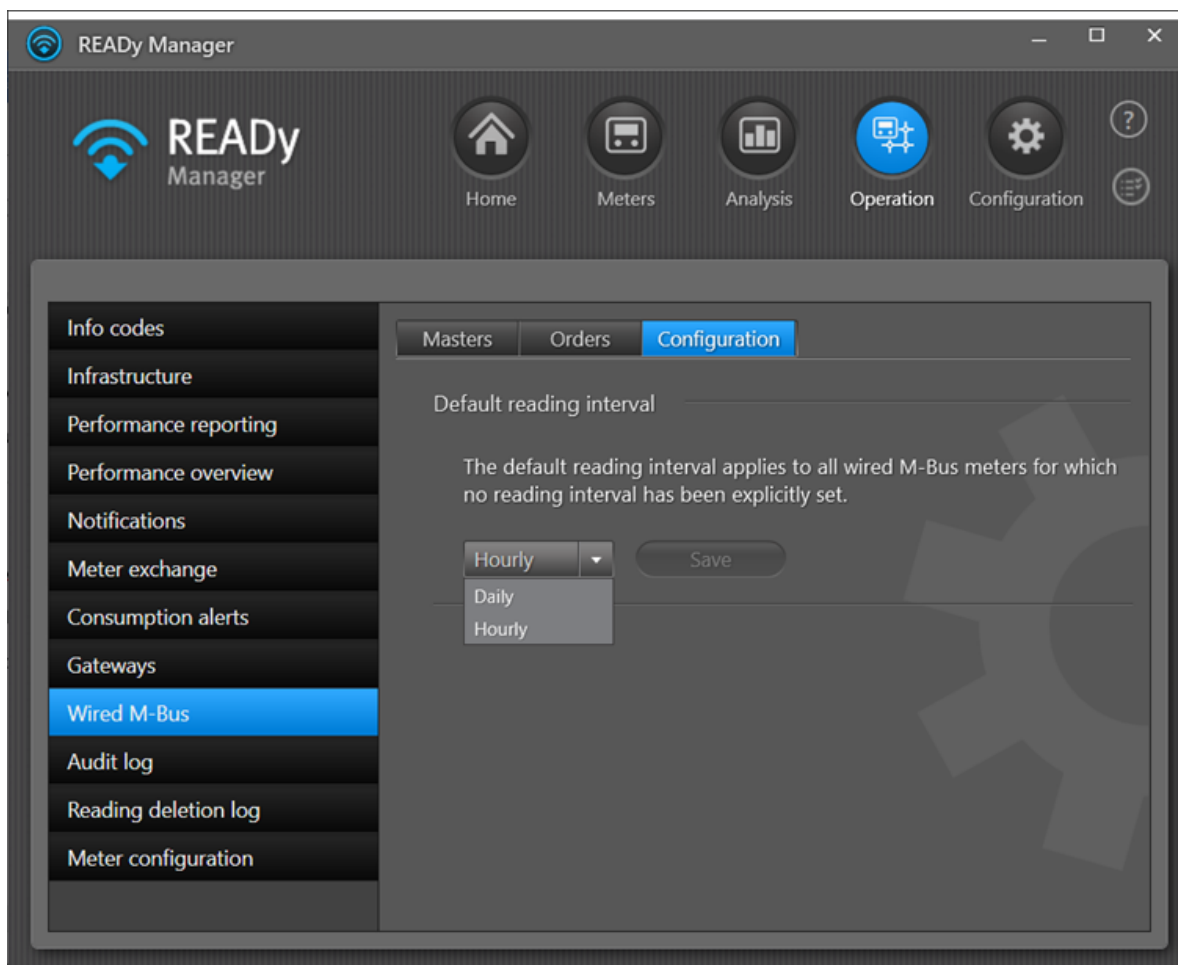 READy Manager
READy
Manager
?
Home
Meters
Analysis
Operation
Configuration
Info codes
Infrastructure
Performance reporting
Performance overview
Notifications
Meter exchange
Consumption alerts
Gateways
Wired M-Bus
Audit log
Reading deletion log
Meter configuration
Masters
Orders
Configuration
Default reading interval
The default reading interval applies to all wired M-Bus meters for which
no reading interval has been explicitly set.
Hourly
Save
Daily
Hourly